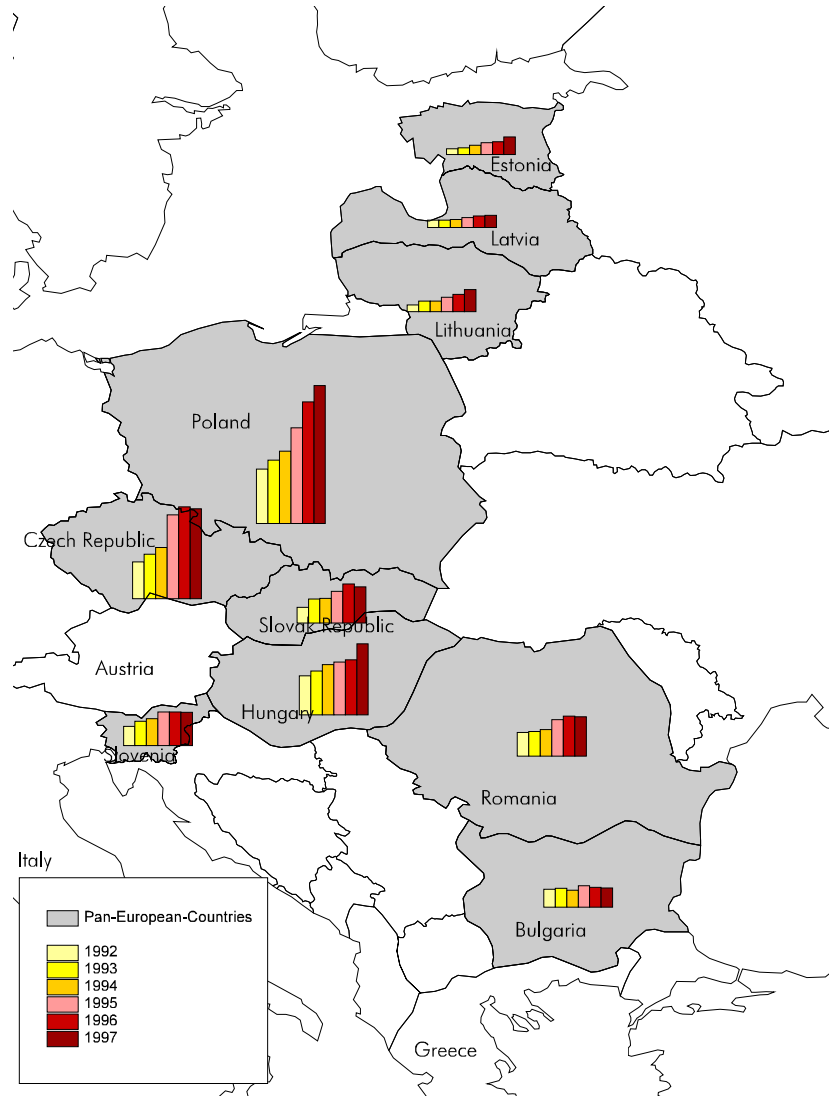 Estonia
Latvia
Lithuania
Poland
Czech Republic
Slovak Republic
Austria
Hungary
Slovenia
Romania
Italy
Bulgaria
Greece
Pan-European-Countries
1992
1993
1994
1995
1996
1997